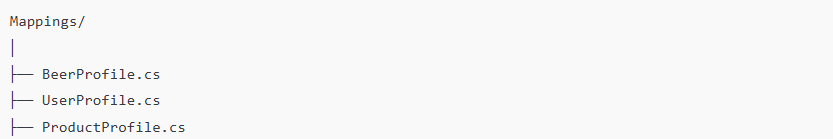 Mappings/
│
├── BeerProfile.cs
├── UserProfile.cs
├── ProductProfile.cs